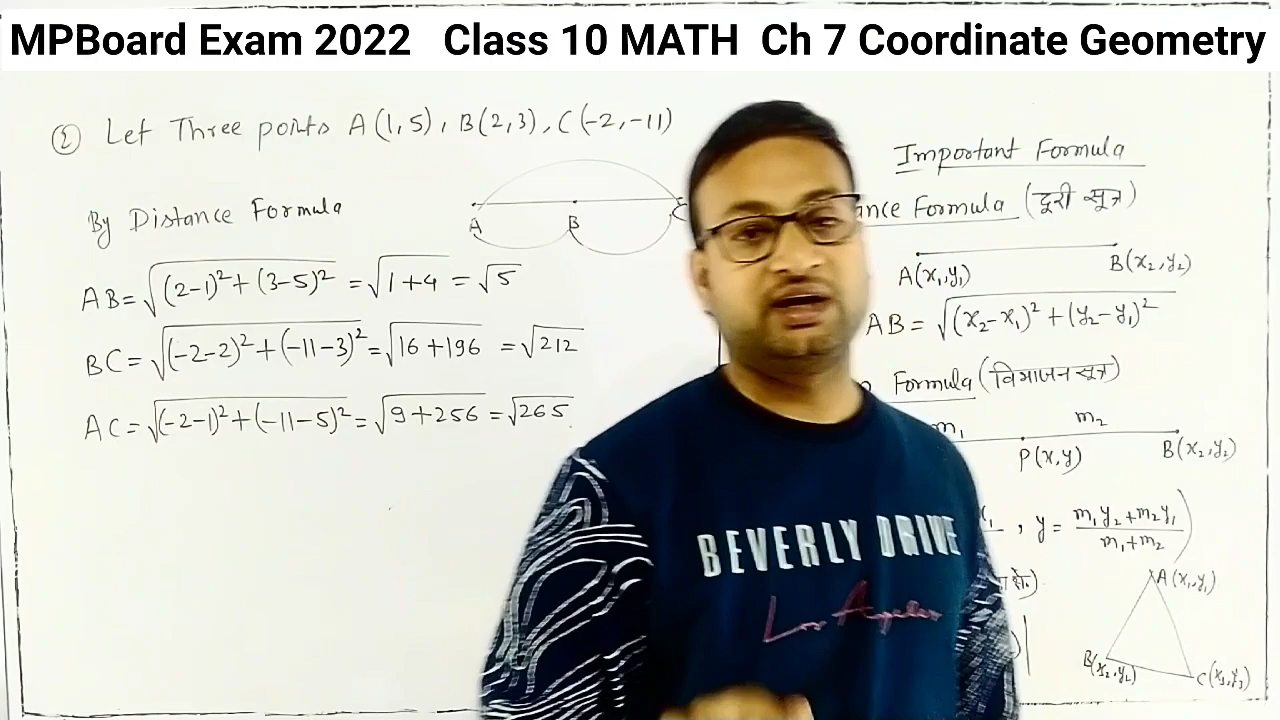 MPBoard Exam 2022 Class 10 MATH Ch 7 Coordinate Geometry
② Let Three points A(1,5), B(2,3), C(-2,-11)
A B C
By Distance Formula
AB = √(2-1)²+(3-5)² = √1+4 = √5
BC = √(-2-2)²+(-11-3)² = √16+196 = √212
AC = √(-2-1)²+(-11-5)² = √9+256 = √265
Important Formula
Formula (दूरी सूत्र)
A(x₁,y₁) B(x₂,y₂)
AB = √(x₂-x₁)²+(y₂-y₁)²
Formula (विभाजन सूत्र)
m₁ m₂
P(x,y) B(x₂,y₂)
, y = m₁y₂+m₂y₁ / m₁+m₂)
A(x₁,y₁)
B(x₂,y₂) C(x₃,y₃)
BEVERLY DRIVE
Los Angeles